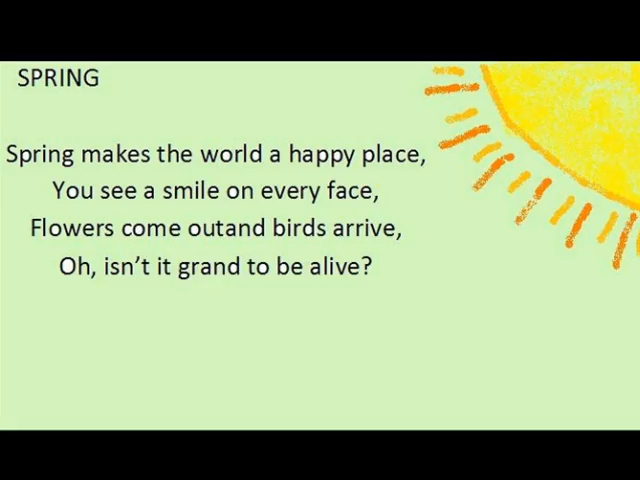 SPRING
Spring makes the world a happy place,
You see a smile on every face,
Flowers come outand birds arrive,
Oh, isn’t it grand to be alive?